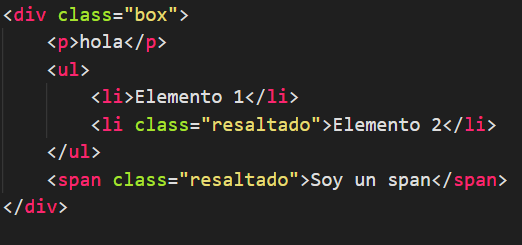 <div class="box">
    <p>hola</p>
    <ul>
        <li>Elemento 1</li>
        <li class="resaltado">Elemento 2</li>
    </ul>
    <span class="resaltado">Soy un span</span>
</div>